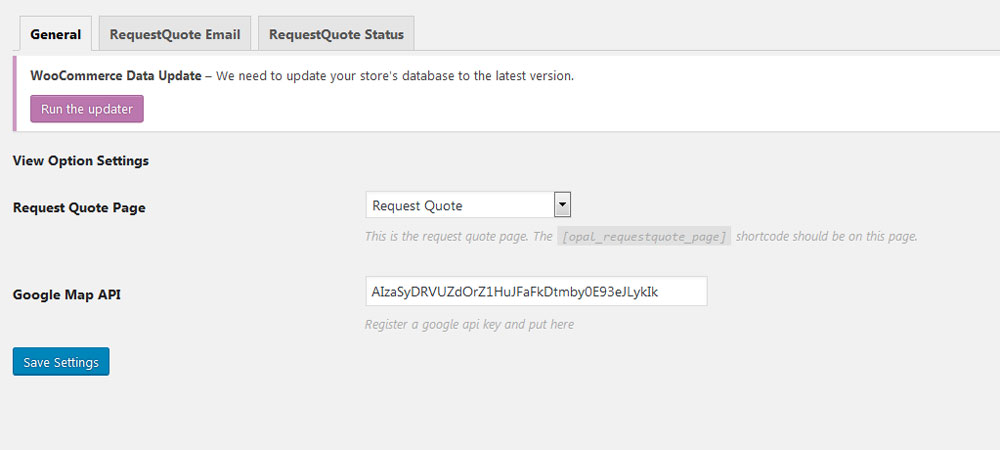 General RequestQuote Email RequestQuote Status
WooCommerce Data Update – We need to update your store's database to the latest version.
Run the updater
View Option Settings
Request Quote Page Request Quote
This is the request quote page. The [opal_requestquote_page] shortcode should be on this page.
Google Map API AIzaSyDRVUZdOrZ1HuJFaFkDtmby0E93eJLykIk
Register a google api key and put here
Save Settings